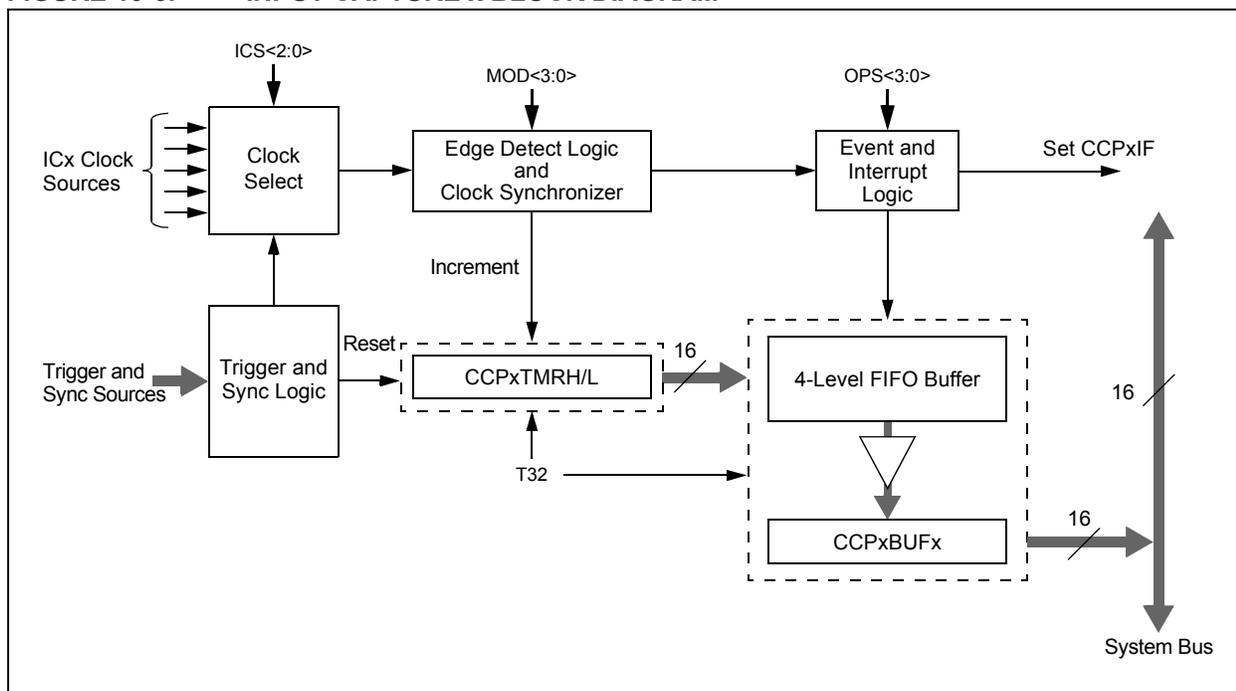 ICS<2:0>
MOD<3:0>
OPS<3:0>
ICx Clock
Sources
Clock
Select
Edge Detect Logic
and
Clock Synchronizer
Event and
Interrupt
Logic
Set CCPxIF
Increment
Reset
Trigger and
Sync Sources
Trigger and
Sync Logic
CCPxTMRH/L
16
4-Level FIFO Buffer
16
T32
CCPxBUFx
16
System Bus